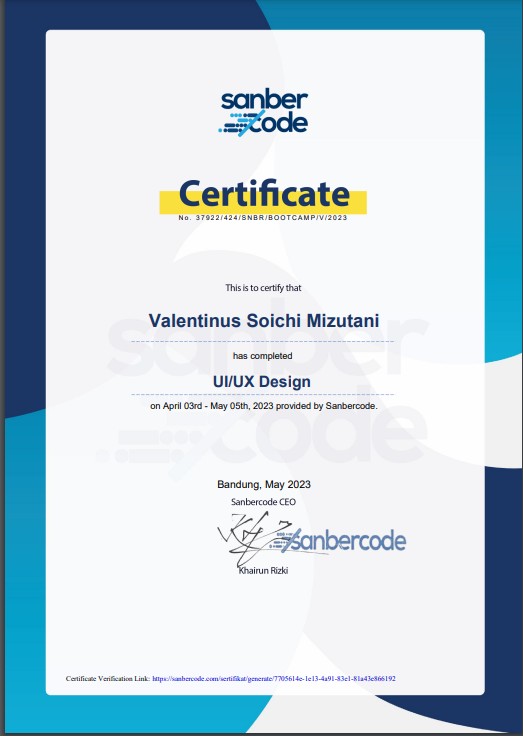 sanber
code
Certificate
No. 37922/424/SNBR/BOOTCAMP/V/2023
This is to certify that
Valentinus Soichi Mizutani
has completed
UI/UX Design
on April 03rd - May 05th, 2023 provided by Sanbercode.
sanber
code
Bandung, May 2023
Sanbercode CEO
sanbercode
Khairun Rizki
Certificate Verification Link: https://sanbercode.com/sertifikat/generate/7705614e-1e13-4a91-83e1-81a43e866192